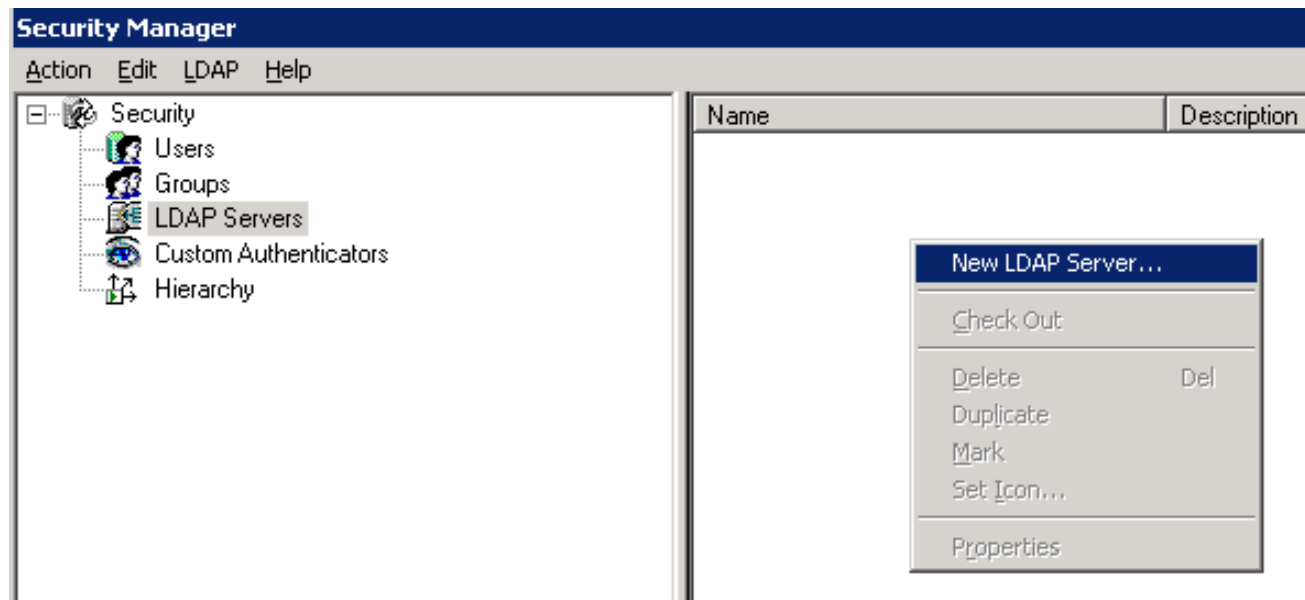 Security Manager
Action Edit LDAP Help
Security
Users
Groups
LDAP Servers
Custom Authenticators
Hierarchy
Name Description
New LDAP Server...
Check Out
Delete Del
Duplicate
Mark
Set Icon...
Properties